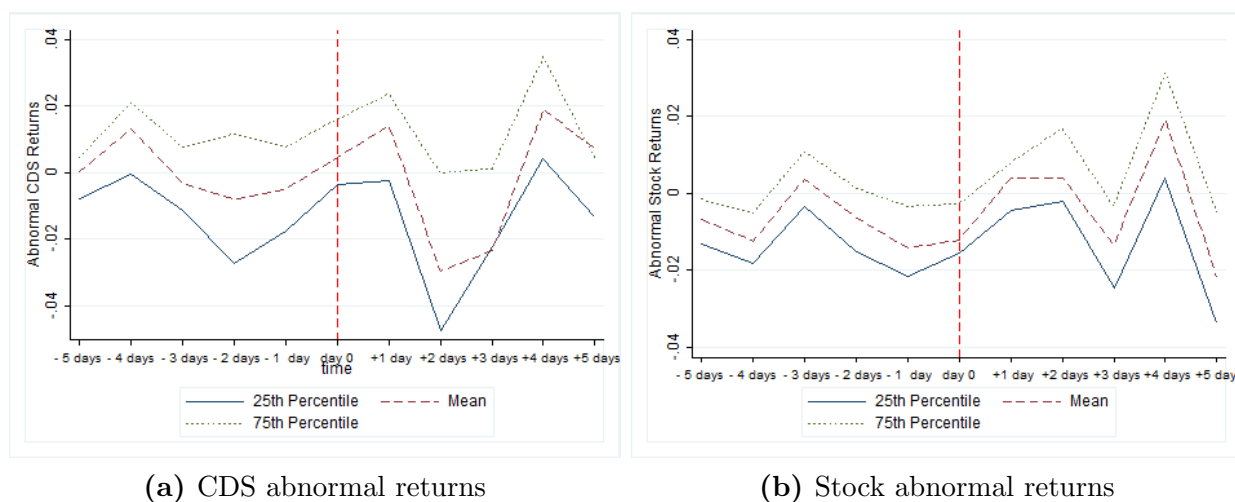 Abnormal CDS Returns
.04
.02
0
-.02
-.04
- 5 days - 4 days - 3 days - 2 days - 1 day day 0 +1 day +2 days +3 days +4 days +5 days
time
25th Percentile Mean
75th Percentile
(a) CDS abnormal returns
Abnormal Stock Returns
.04
.02
0
-.02
-.04
- 5 days - 4 days - 3 days - 2 days - 1 day day 0 +1 day +2 days +3 days +4 days +5 day
25th Percentile Mean
75th Percentile
(b) Stock abnormal returns